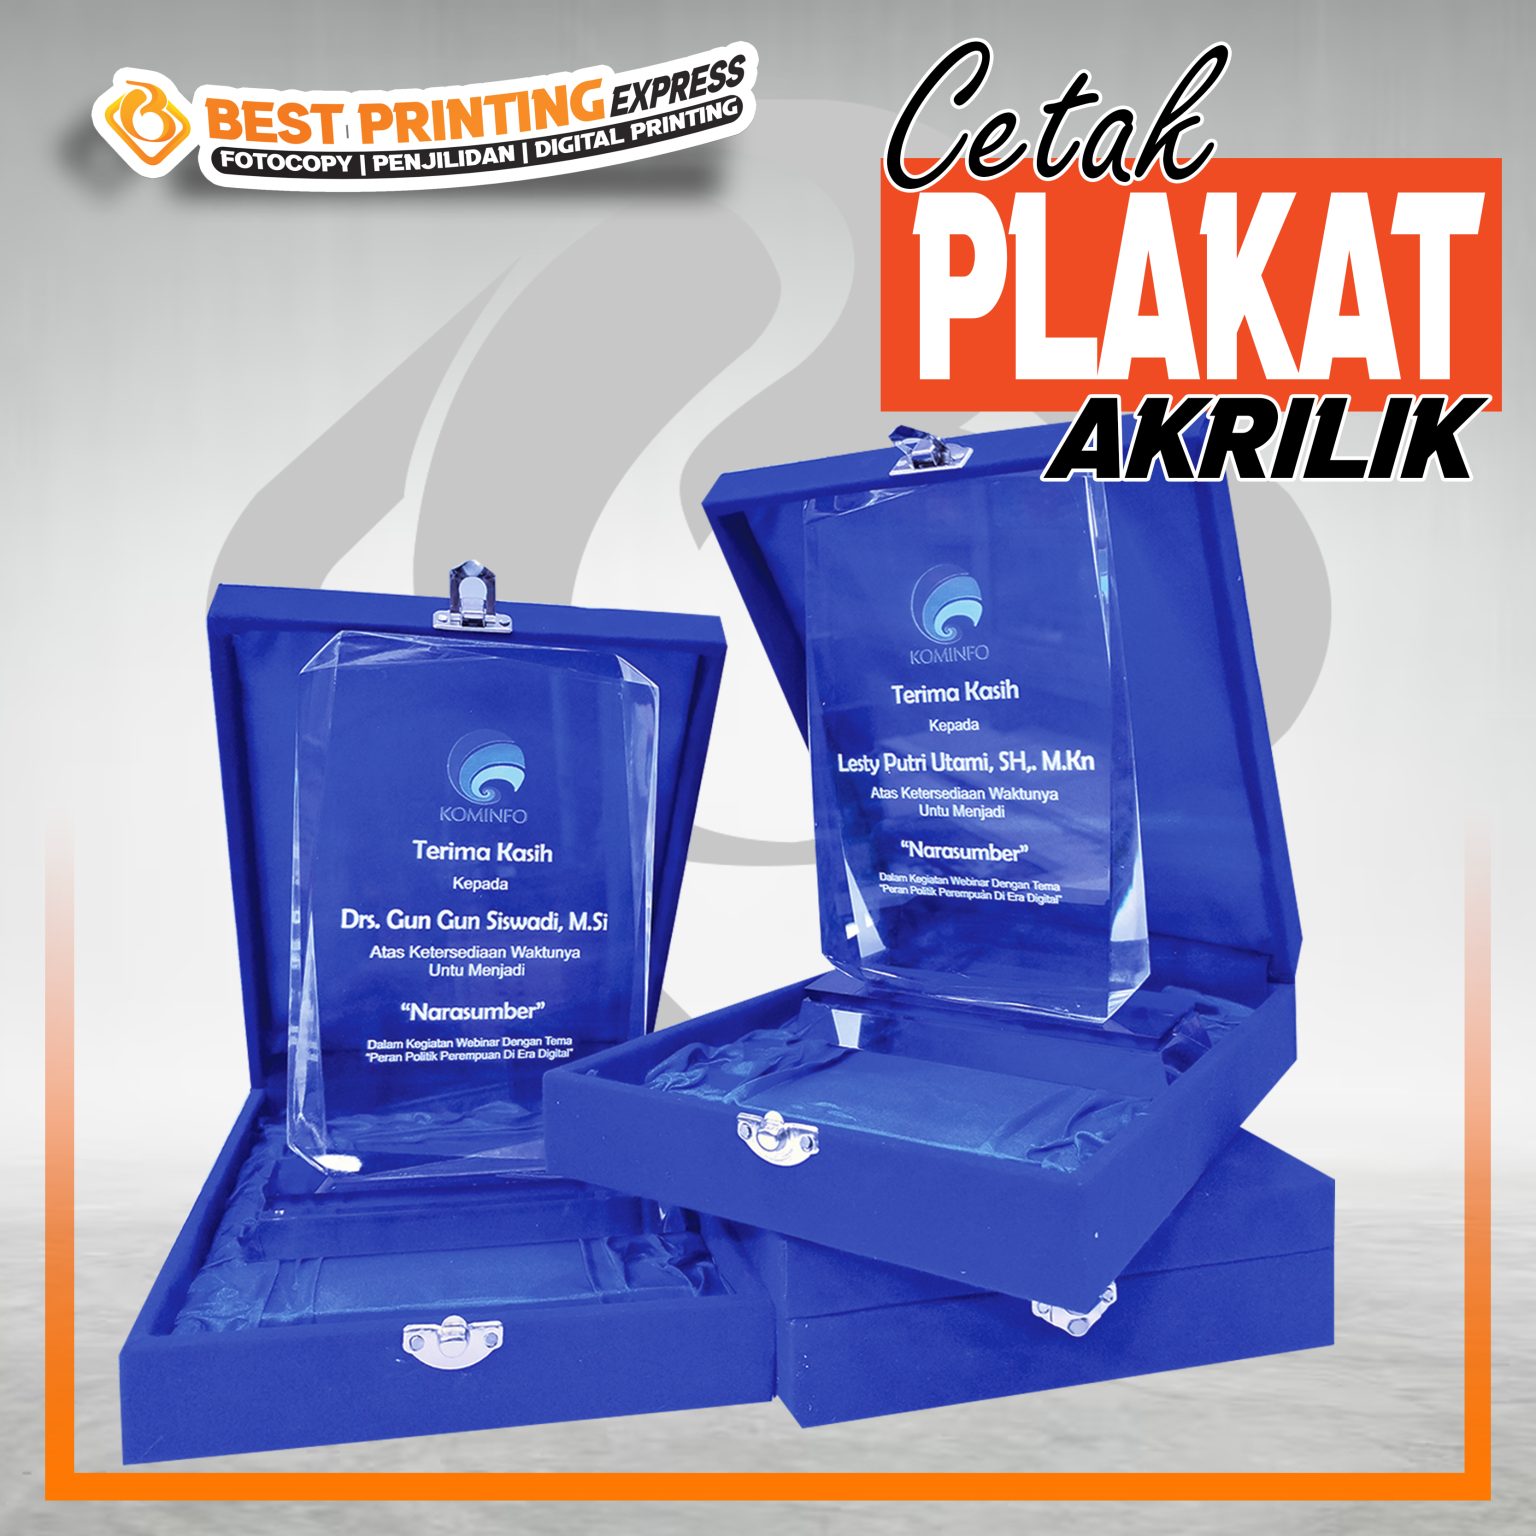 BEST PRINTING EXPRESS
FOTOCOPY | PENJILIDAN | DIGITAL PRINTING
Cetak
PLAKAT
AKRILIK
KOMINFO
Terima Kasih
Kepada
Drs. Gun Gun Siswadi, M.Si
Atas Ketersediaan Waktunya
Untu Menjadi
“Narasumber”
Dalam Kegiatan Webinar Dengan Tema
“Peran Politik Perempuan Di Era Digital”
KOMINFO
Terima Kasih
Kepada
Lesty Putri Utami, SH,. M.Kn
Atas Ketersediaan Waktunya
Untu Menjadi
“Narasumber”
Dalam Kegiatan Webinar Dengan Tema
“Peran Politik Perempuan Di Era Digital”